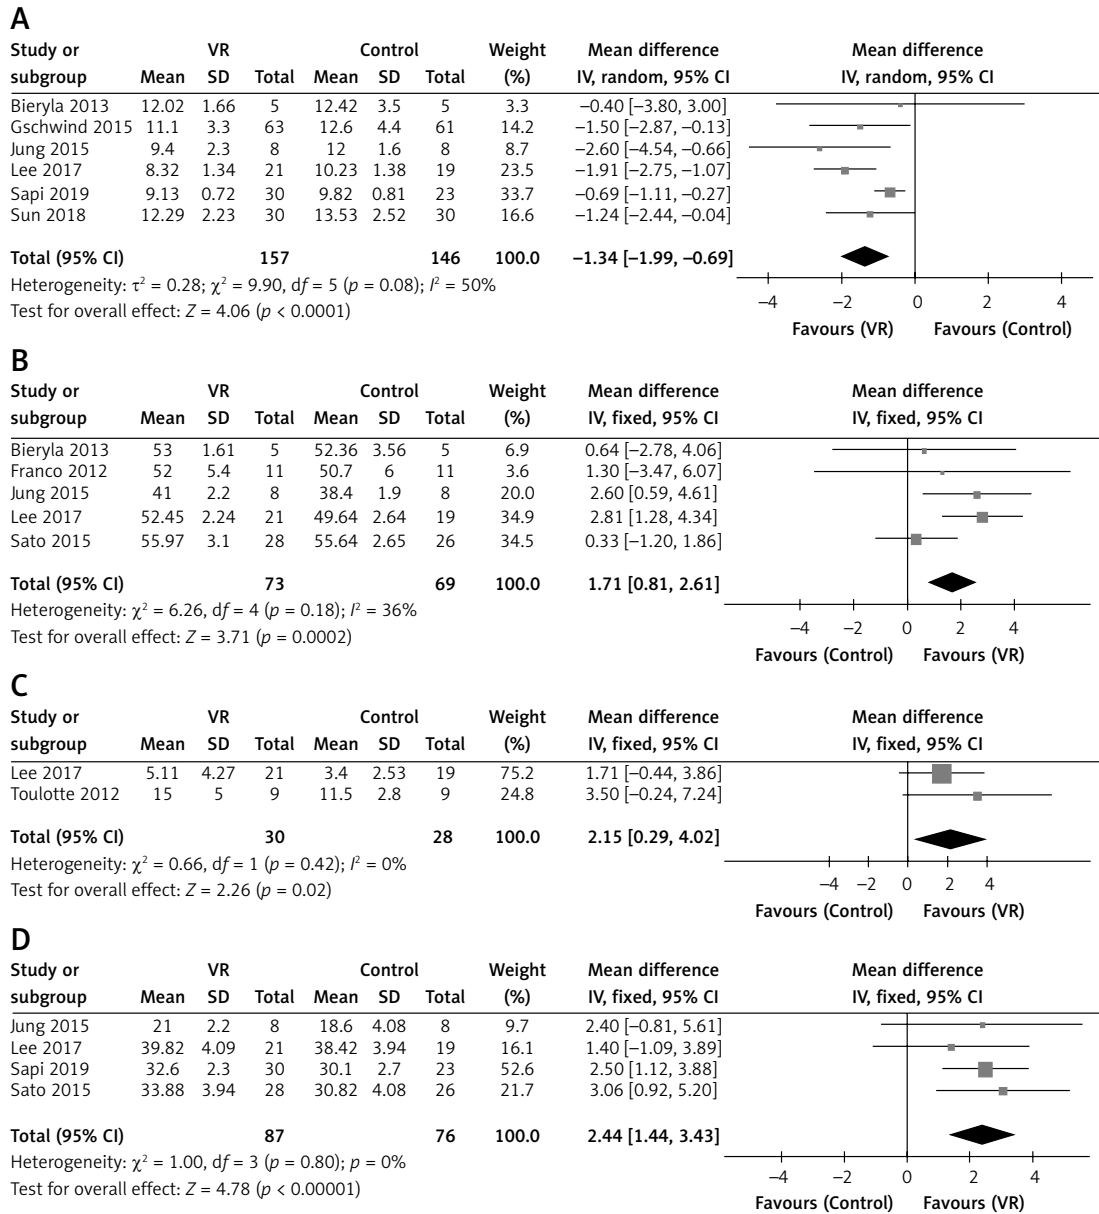 A
Study or VR Control Weight Mean difference Mean difference
subgroup Mean SD Total Mean SD Total (%) IV, random, 95% CI IV, random, 95% CI
Bieryla 2013 12.02 1.66 5 12.42 3.5 5 3.3 −0.40 [−3.80, 3.00]
Gschwind 2015 11.1 3.3 63 12.6 4.4 61 14.2 −1.50 [−2.87, −0.13]
Jung 2015 9.4 2.3 8 12 1.6 8 8.7 −2.60 [−4.54, −0.66]
Lee 2017 8.32 1.34 21 10.23 1.38 19 23.5 −1.91 [−2.75, −1.07]
Sapi 2019 9.13 0.72 30 9.82 0.81 23 33.7 −0.69 [−1.11, −0.27]
Sun 2018 12.29 2.23 30 13.53 2.52 30 16.6 −1.24 [−2.44, −0.04]
Total (95% CI) 157 146 100.0 −1.34 [−1.99, −0.69]
Heterogeneity: τ² = 0.28; χ² = 9.90, df = 5 (p = 0.08); I² = 50%
Test for overall effect: Z = 4.06 (p < 0.0001)
−4 −2 0 2 4
Favours (VR) Favours (Control)
B
Study or VR Control Weight Mean difference Mean difference
subgroup Mean SD Total Mean SD Total (%) IV, fixed, 95% CI IV, fixed, 95% CI
Bieryla 2013 53 1.61 5 52.36 3.56 5 6.9 0.64 [−2.78, 4.06]
Franco 2012 52 5.4 11 50.7 6 11 3.6 1.30 [−3.47, 6.07]
Jung 2015 41 2.2 8 38.4 1.9 8 20.0 2.60 [0.59, 4.61]
Lee 2017 52.45 2.24 21 49.64 2.64 19 34.9 2.81 [1.28, 4.34]
Sato 2015 55.97 3.1 28 55.64 2.65 26 34.5 0.33 [−1.20, 1.86]
Total (95% CI) 73 69 100.0 1.71 [0.81, 2.61]
Heterogeneity: χ² = 6.26, df = 4 (p = 0.18); I² = 36%
Test for overall effect: Z = 3.71 (p = 0.0002)
−4 −2 0 2 4
Favours (Control) Favours (VR)
C
Study or VR Control Weight Mean difference Mean difference
subgroup Mean SD Total Mean SD Total (%) IV, fixed, 95% CI IV, fixed, 95% CI
Lee 2017 5.11 4.27 21 3.4 2.53 19 75.2 1.71 [−0.44, 3.86]
Toulotte 2012 15 5 9 11.5 2.8 9 24.8 3.50 [−0.24, 7.24]
Total (95% CI) 30 28 100.0 2.15 [0.29, 4.02]
Heterogeneity: χ² = 0.66, df = 1 (p = 0.42); I² = 0%
Test for overall effect: Z = 2.26 (p = 0.02)
−4 −2 0 2 4
Favours (Control) Favours (VR)
D
Study or VR Control Weight Mean difference Mean difference
subgroup Mean SD Total Mean SD Total (%) IV, fixed, 95% CI IV, fixed, 95% CI
Jung 2015 21 2.2 8 18.6 4.08 8 9.7 2.40 [−0.81, 5.61]
Lee 2017 39.82 4.09 21 38.42 3.94 19 16.1 1.40 [−1.09, 3.89]
Sapi 2019 32.6 2.3 30 30.1 2.7 23 52.6 2.50 [1.12, 3.88]
Sato 2015 33.88 3.94 28 30.82 4.08 26 21.7 3.06 [0.92, 5.20]
Total (95% CI) 87 76 100.0 2.44 [1.44, 3.43]
Heterogeneity: χ² = 1.00, df = 3 (p = 0.80); p = 0%
Test for overall effect: Z = 4.78 (p < 0.00001)
−4 −2 0 2 4
Favours (Control) Favours (VR)